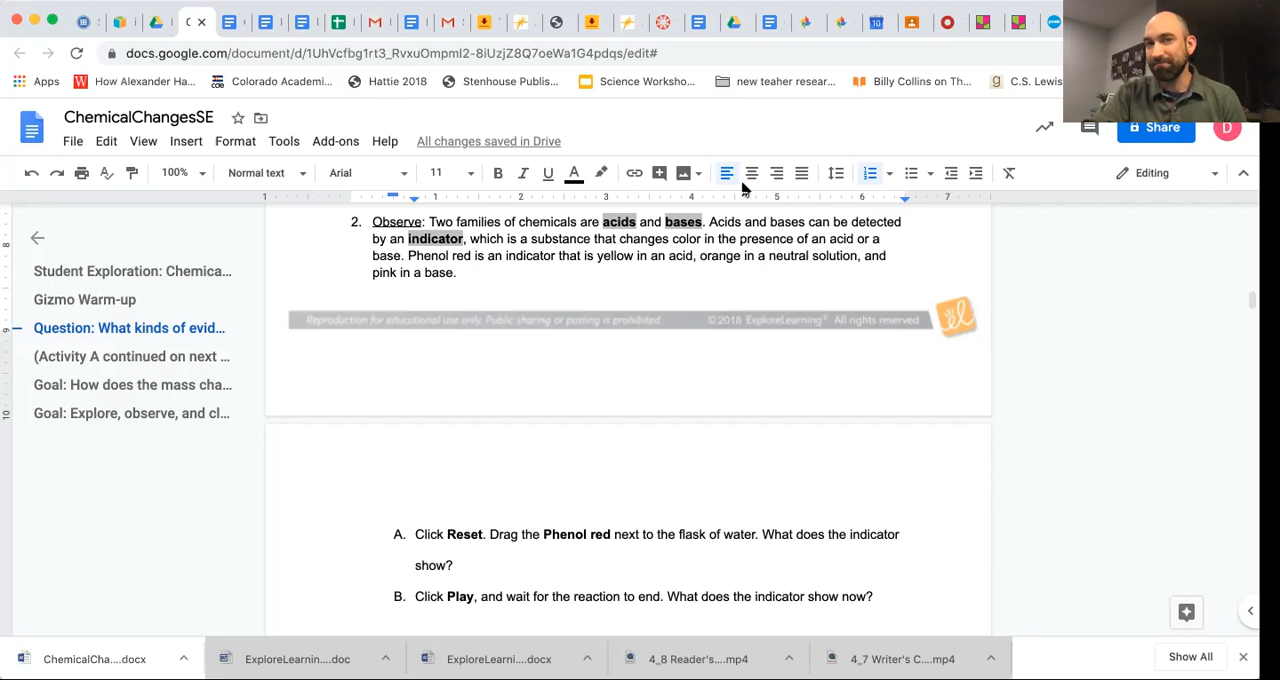 docs.google.com/document/d/1UhVcfbg1rt3_RvxuOmpmI2-8iUzjZ8Q7oeWa1G4pdqs/edit#
Apps How Alexander Ha... Colorado Academi... Hattie 2018 Stenhouse Publis... Science Worksho... new teaher resear... Billy Collins on Th... C.S. Lewis
ChemicalChangesSE
File Edit View Insert Format Tools Add-ons Help All changes saved in Drive
Share D
100% Normal text Arial 11 B I U A Editing
1 1 2 3 4 5 6 7
2. Observe: Two families of chemicals are acids and bases. Acids and bases can be detected
by an indicator, which is a substance that changes color in the presence of an acid or a
base. Phenol red is an indicator that is yellow in an acid, orange in a neutral solution, and
pink in a base.
Student Exploration: Chemica...
Gizmo Warm-up
Question: What kinds of evid...
(Activity A continued on next ...
Goal: How does the mass cha...
Goal: Explore, observe, and cl...
Reproduction for educational use only. Public sharing or posting is prohibited. ©2018 ExploreLearning® All rights reserved
A. Click Reset. Drag the Phenol red next to the flask of water. What does the indicator
show?
B. Click Play, and wait for the reaction to end. What does the indicator show now?
ChemicalCha....docx ExploreLearnin....doc ExploreLearni....docx 4_8 Reader's....mp4 4_7 Writer's C....mp4 Show All